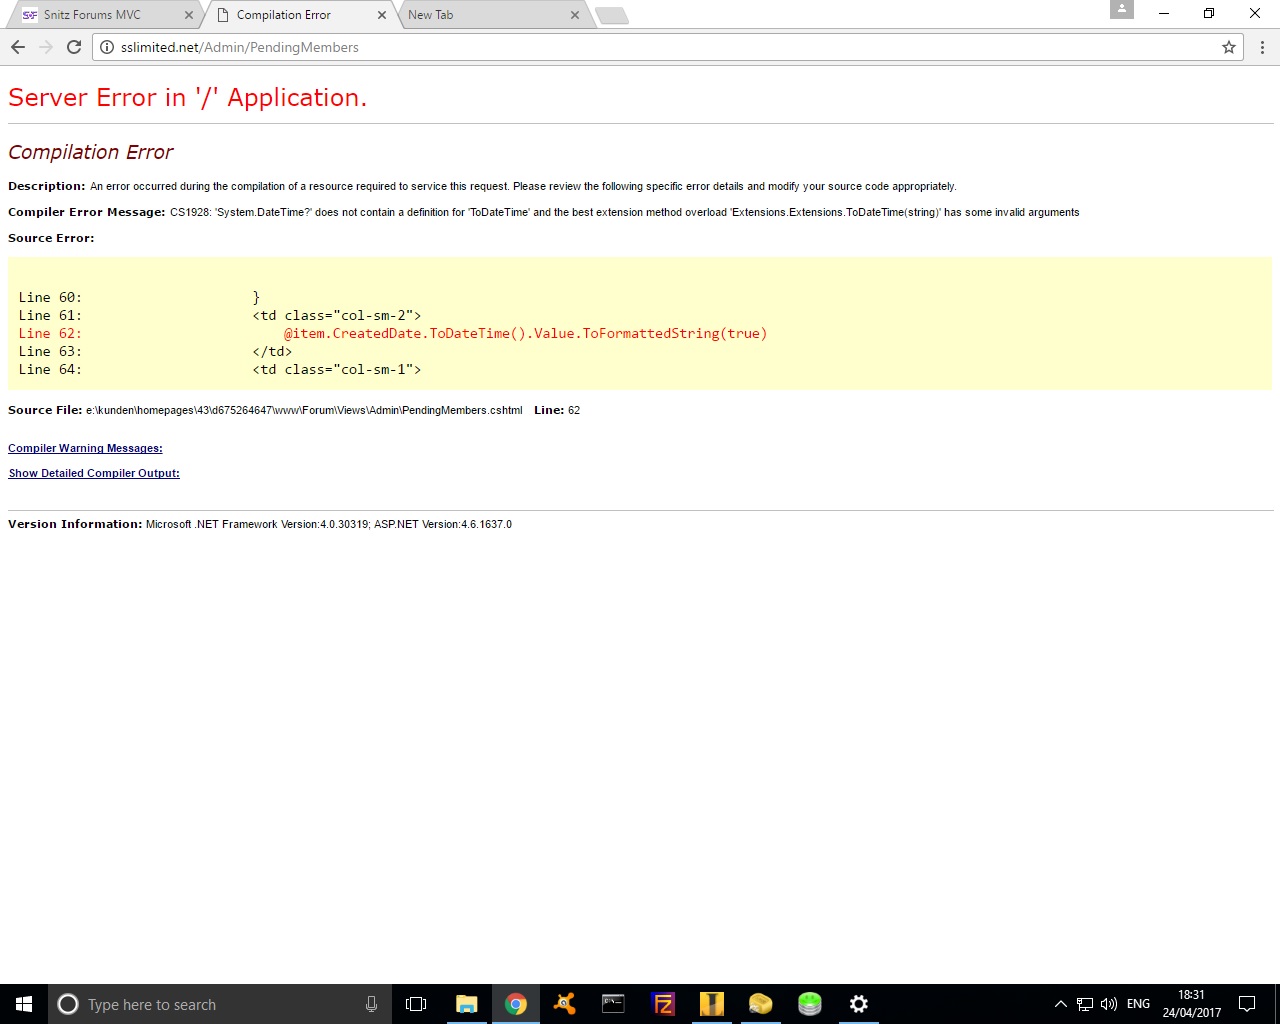 Snitz Forums MVC
Compilation Error
New Tab
sslimited.net/Admin/PendingMembers
Server Error in '/' Application.
Compilation Error
Description: An error occurred during the compilation of a resource required to service this request. Please review the following specific error details and modify your source code appropriately.
Compiler Error Message: CS1928: 'System.DateTime?' does not contain a definition for 'ToDateTime' and the best extension method overload 'Extensions.Extensions.ToDateTime(string)' has some invalid arguments
Source Error:
Line 60: }
Line 61: <td class="col-sm-2">
Line 62: @item.CreatedDate.ToDateTime().Value.ToFormattedString(true)
Line 63: </td>
Line 64: <td class="col-sm-1">
Source File: e:\kunden\homepages\43\d675264647\www\Forum\Views\Admin\PendingMembers.cshtml Line: 62
Compiler Warning Messages:
Show Detailed Compiler Output:
Version Information: Microsoft .NET Framework Version:4.0.30319; ASP.NET Version:4.6.1637.0
Type here to search
ENG
18:31
24/04/2017